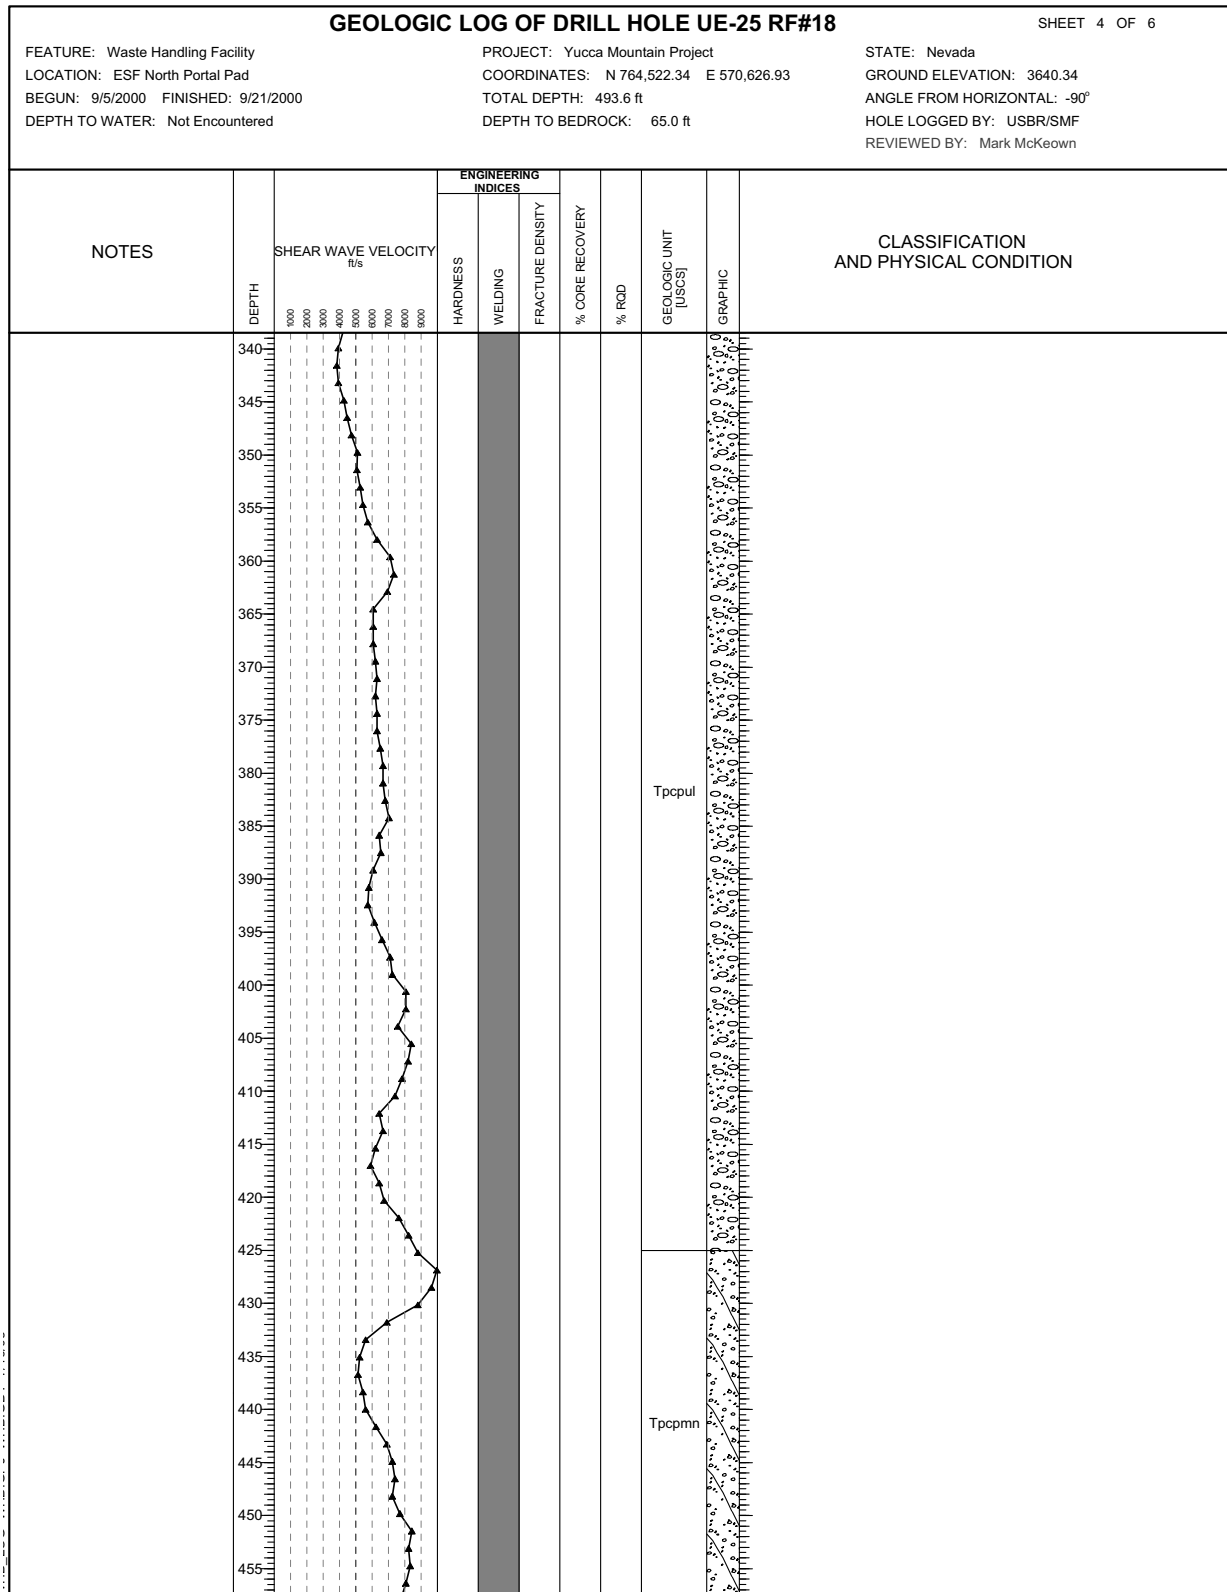 GEOLOGIC LOG OF DRILL HOLE UE-25 RF#18
SHEET 4 OF 6
FEATURE: Waste Handling Facility
PROJECT: Yucca Mountain Project
STATE: Nevada
LOCATION: ESF North Portal Pad
COORDINATES: N 764,522.34 E 570,626.93
GROUND ELEVATION: 3640.34
BEGUN: 9/5/2000 FINISHED: 9/21/2000
TOTAL DEPTH: 493.6 ft
ANGLE FROM HORIZONTAL: -90°
DEPTH TO WATER: Not Encountered
DEPTH TO BEDROCK: 65.0 ft
HOLE LOGGED BY: USBR/SMF
REVIEWED BY: Mark McKeown
NOTES
DEPTH
SHEAR WAVE VELOCITY
ft/s
1000
2000
3000
4000
5000
6000
7000
8000
9000
ENGINEERING
INDICES
HARDNESS
WELDING
FRACTURE DENSITY
% CORE RECOVERY
% RQD
GEOLOGIC UNIT
[USCS]
GRAPHIC
CLASSIFICATION
AND PHYSICAL CONDITION
340
345
350
355
360
365
370
375
380
Tpcpul
385
390
395
400
405
410
415
420
425
430
435
440
Tpcpmn
445
450
455